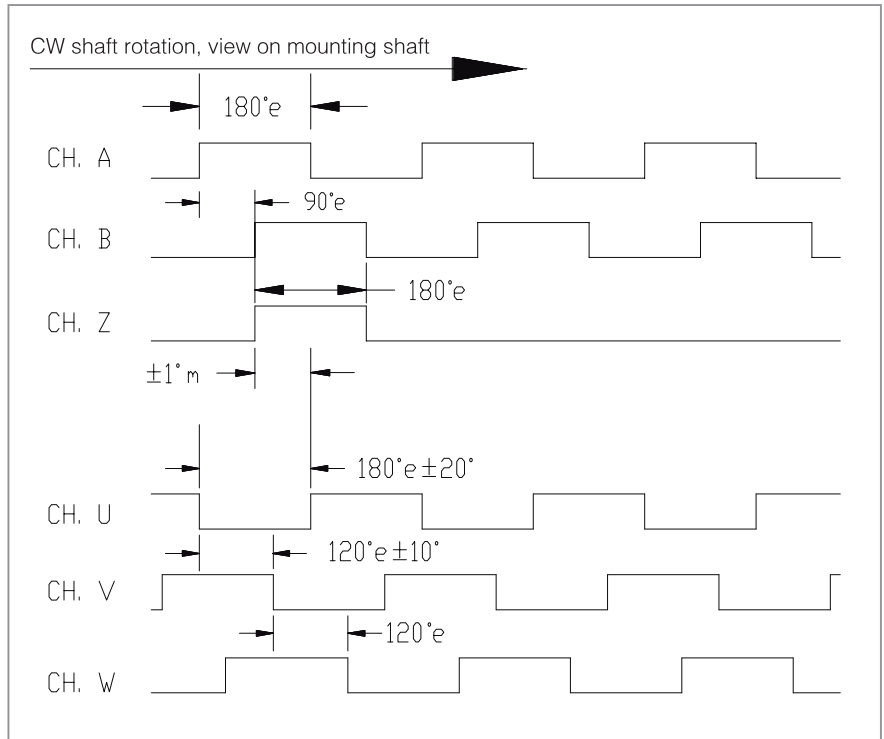 CW shaft rotation, view on mounting shaft
180°e
CH. A
90°e
CH. B
180°e
CH. Z
±1° m
180°e±20°
CH. U
120°e±10°
CH. V
120°e
CH. W